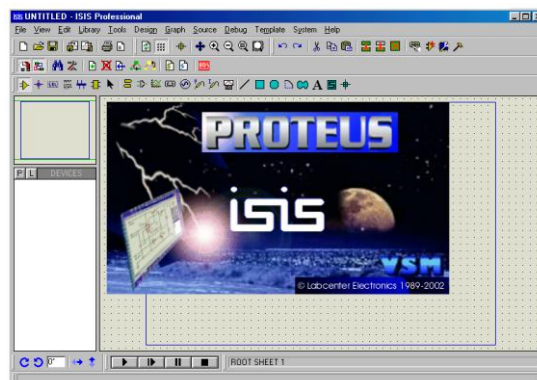 ISIS UNTITLED - ISIS Professional
File View Edit Library Tools Design Graph Source Debug Template System Help
A
PROTEUS
isis
P L DEVICES
VSM
© Labcenter Electronics 1989-2002
0°
ROOT SHEET 1